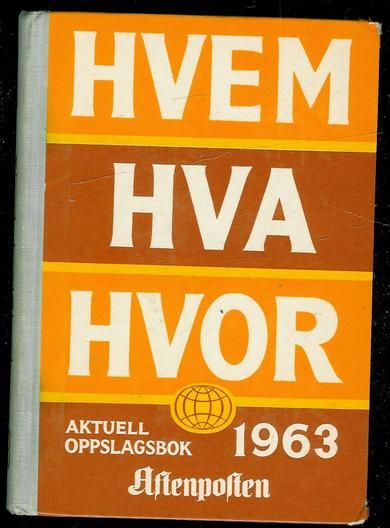 HVEM
HVA
HVOR
AKTUELL
OPPSLAGSBOK
1963
Aftenposten